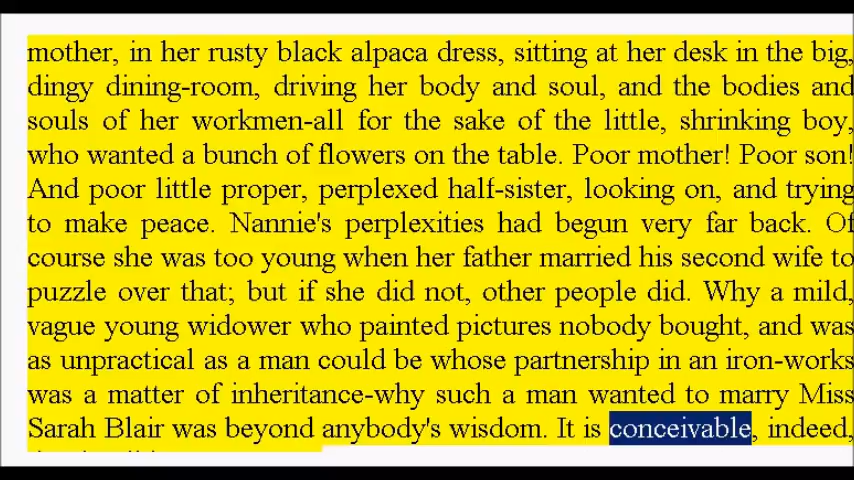 mother, in her rusty black alpaca dress, sitting at her desk in the big,
dingy dining-room, driving her body and soul, and the bodies and
souls of her workmen-all for the sake of the little, shrinking boy,
who wanted a bunch of flowers on the table. Poor mother! Poor son!
And poor little proper, perplexed half-sister, looking on, and trying
to make peace. Nannie's perplexities had begun very far back. Of
course she was too young when her father married his second wife to
puzzle over that; but if she did not, other people did. Why a mild,
vague young widower who painted pictures nobody bought, and was
as unpractical as a man could be whose partnership in an iron-works
was a matter of inheritance-why such a man wanted to marry Miss
Sarah Blair was beyond anybody's wisdom. It is conceivable, indeed,